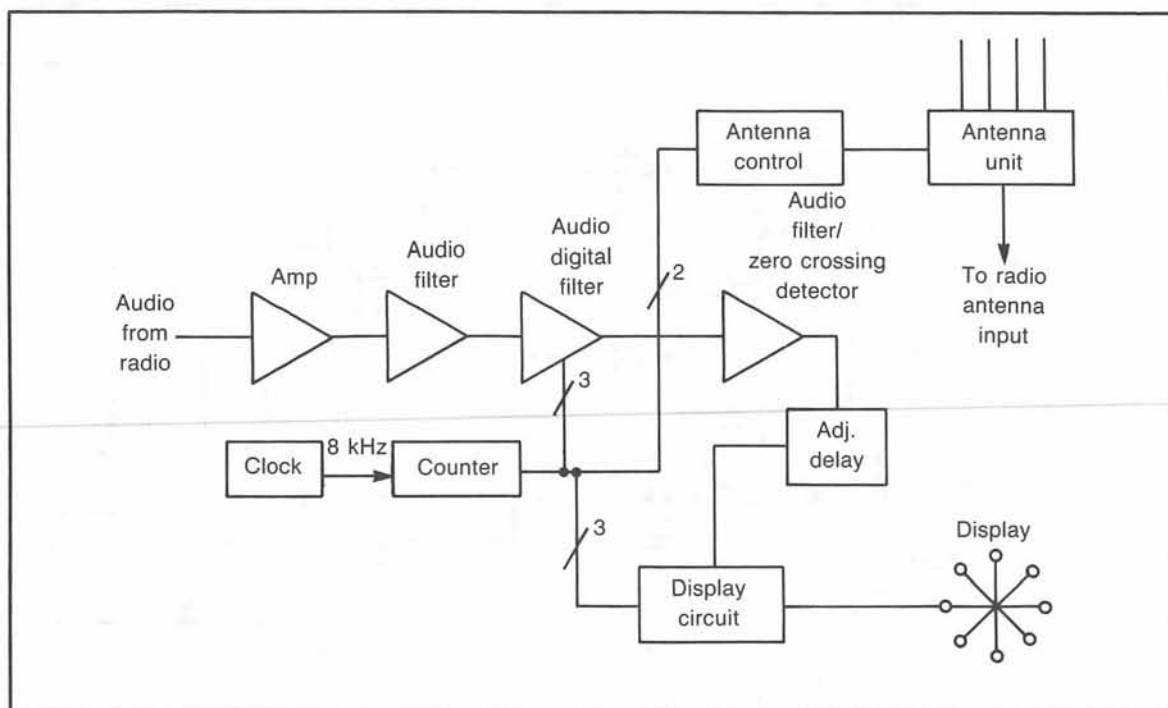 Antenna
control
Antenna
unit
To radio
antenna
input
Audio
from
radio
Amp
Audio
filter
Audio
digital
filter
2
Audio
filter/
zero crossing
detector
3
Adj.
delay
Clock
8 kHz
Counter
3
Display
circuit
Display